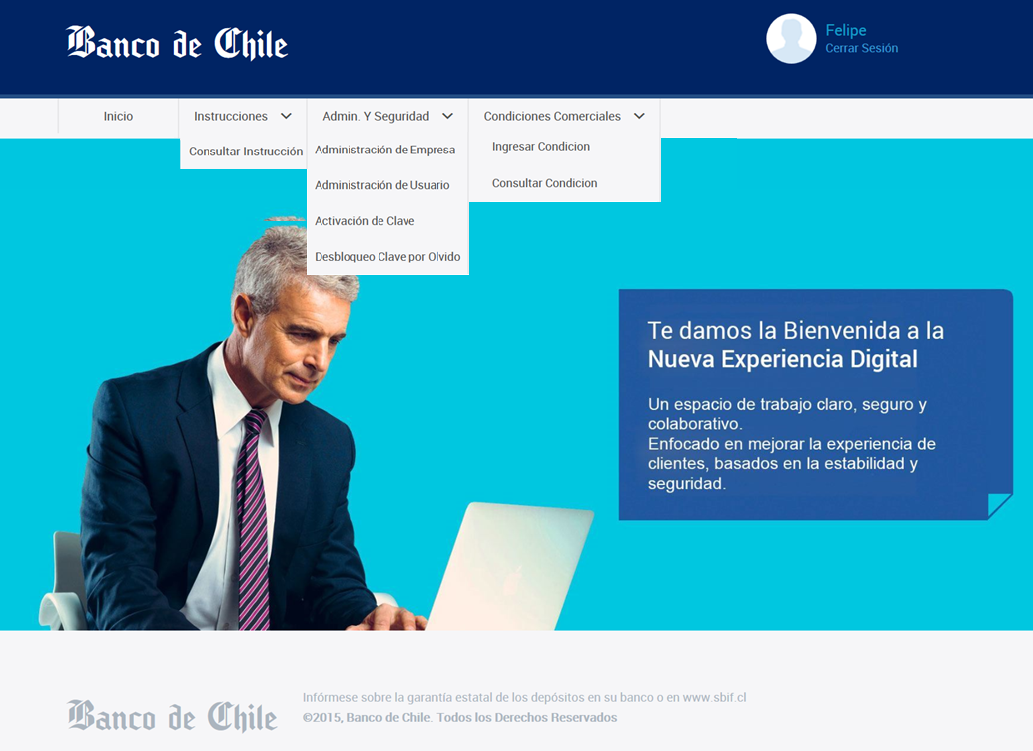 Banco de Chile
Felipe
Cerrar Sesión
Inicio
Instrucciones
Admin. Y Seguridad
Condiciones Comerciales
Consultar Instrucción
Administración de Empresa
Administración de Usuario
Activación de Clave
Desbloqueo Clave por Olvido
Ingresar Condicion
Consultar Condicion
Te damos la Bienvenida a la
Nueva Experiencia Digital
Un espacio de trabajo claro, seguro y
colaborativo.
Enfocado en mejorar la experiencia de
clientes, basados en la estabilidad y
seguridad.
Banco de Chile
Infórmese sobre la garantía estatal de los depósitos en su banco o en www.sbif.cl
©2015, Banco de Chile. Todos los Derechos Reservados